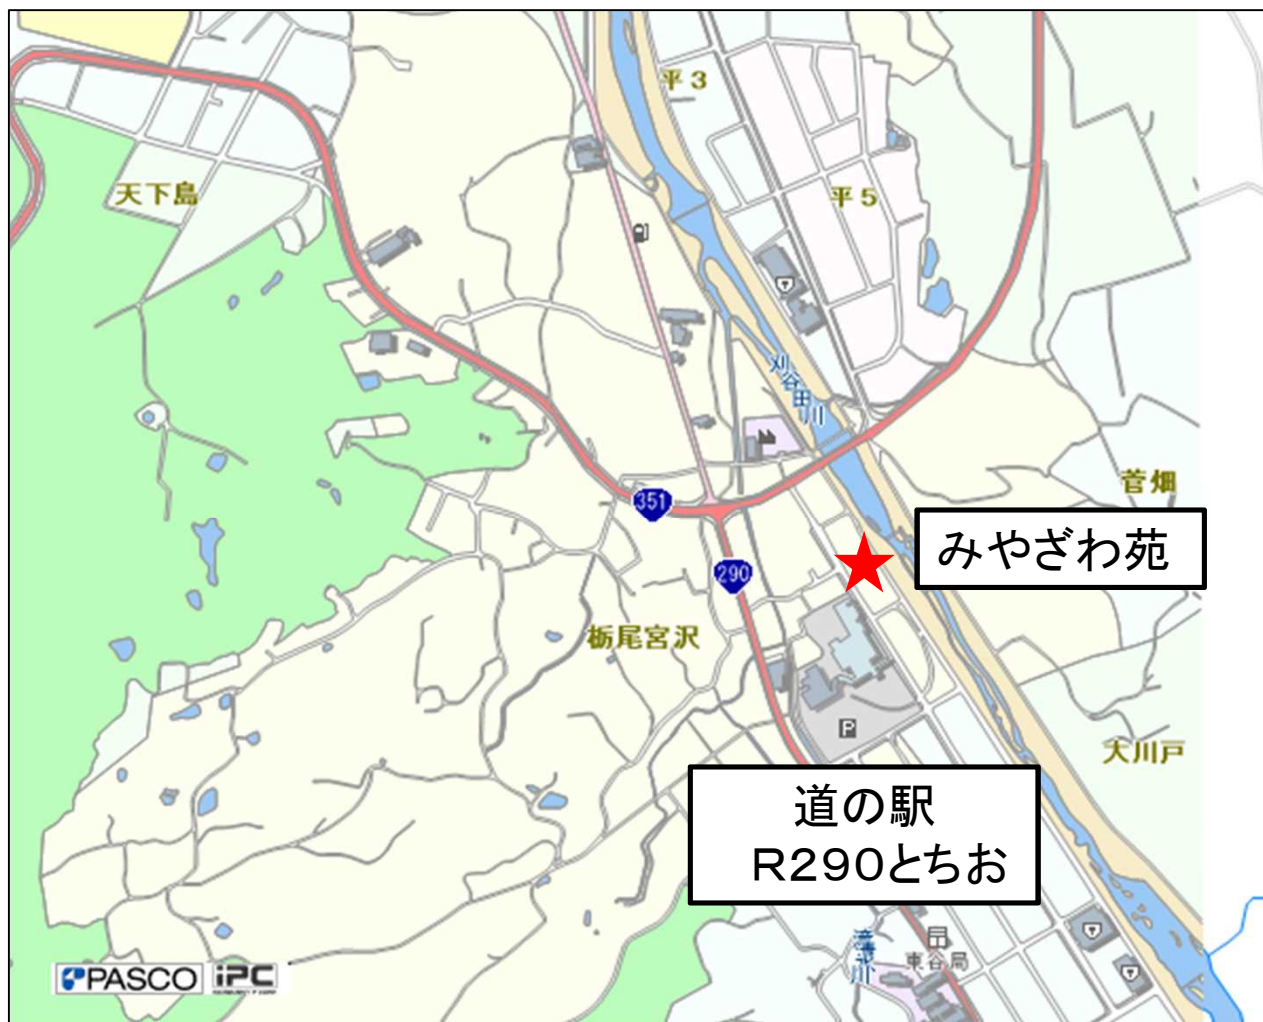 平3
天下島
平5
刈谷田川
351
菅畑
みやざわ苑
290
栃尾宮沢
P
大川戸
道の駅
R290とちお
東谷局
PASCO
iPC